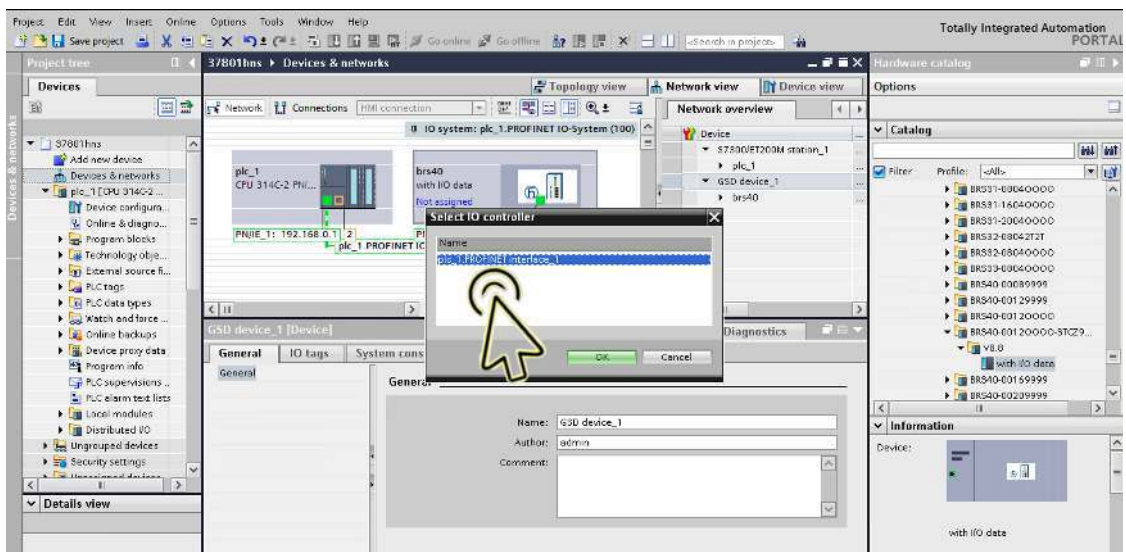 Project Edit View Insert Online Options Tools Window Help
Totally Integrated Automation
PORTAL
Save project
Go online
Go offline
<Search in project>
Project tree
37801hns
Devices & networks
Hardware catalog
Devices
Topology view
Network view
Device view
Options
Devices & networks
Network
Connections
HMI connection
Network overview
IO system: plc_1.PROFINET IO-System (100)
Device
S7300/ET200M station_1
plc_1
GSD device_1
brs40
Catalog
Filter
Profile:
<All>
37801hns
Add new device
Devices & networks
plc_1 [CPU 314C-2 ...
Device configura...
Online & diagno...
Program blocks
Technology obje...
External source fi...
PLC tags
PLC data types
Watch and force ...
Online backups
Device proxy data
Program info
PLC supervisions ..
PLC alarm text lists
Local modules
Distributed I/O
Ungrouped devices
Security settings
Details view
plc_1
CPU 314C-2 PN/...
brs40
with I/O data
Not assigned
PN/IE_1: 192.168.0.1
2
plc_1.PROFINET IC
Select IO controller
Name
plc_1.PROFINET interface_1
OK
Cancel
GSD device_1 [Device]
Diagnostics
General
IO tags
System cons
General
General
Name:
GSD device_1
Author:
admin
Comment:
BRS31-08040000
BRS31-16040000
BRS31-20040000
BRS32-08042T2T
BRS32-08040000
BRS33-08040000
BRS40-00089999
BRS40-00129999
BRS40-00120000
BRS40-00120000-STCZ9...
V8.0
with I/O data
BRS40-00169999
BRS40-00209999
Information
Device:
with I/O data